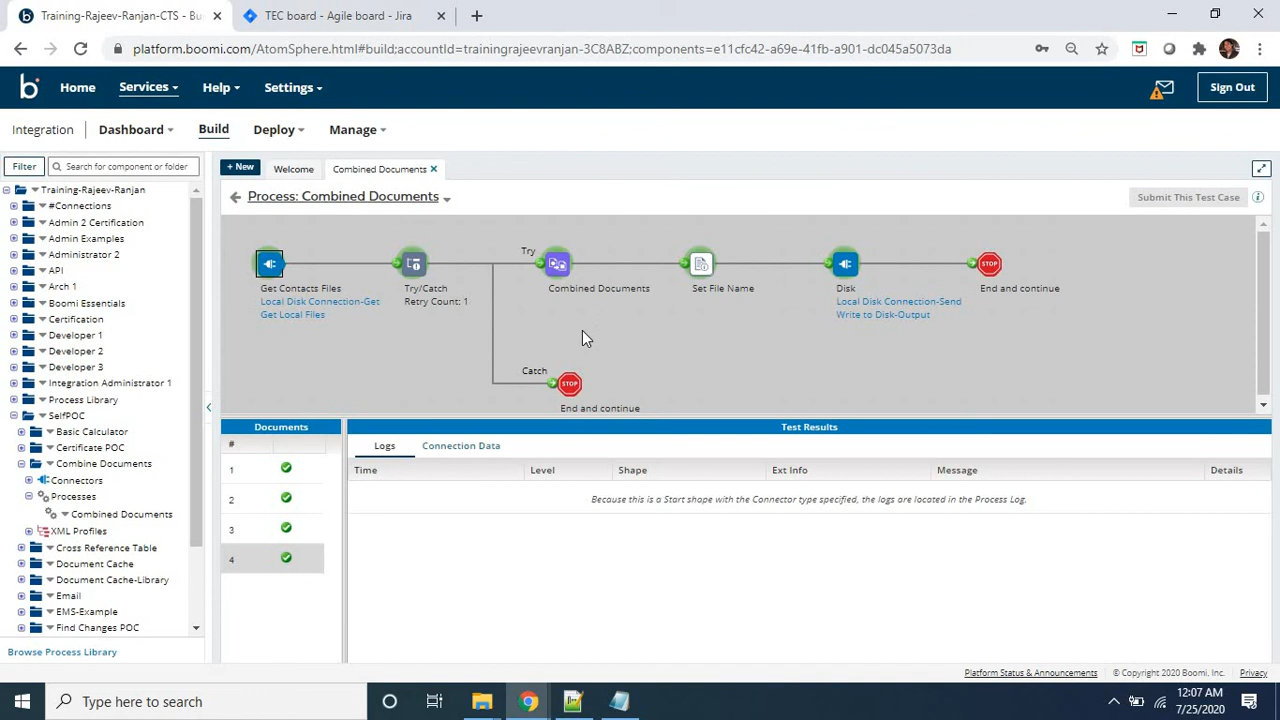 Training-Rajeev-Ranjan-CTS - Bu
TEC board - Agile board - Jira
platform.boomi.com/AtomSphere.html#build;accountId=trainingrajeevranjan-3C8ABZ;components=e11cfc42-a69e-41fb-a901-dc045a5073da
Home Services Help Settings Sign Out
Integration Dashboard Build Deploy Manage
Filter Search for component or folder
+ New Welcome Combined Documents
Process: Combined Documents
Submit This Test Case
Training-Rajeev-Ranjan
#Connections
Admin 2 Certification
Admin Examples
Administrator 2
API
Arch 1
Boomi Essentials
Certification
Developer 1
Developer 2
Developer 3
Integration Administrator 1
Process Library
SelfPOC
Basic Calculator
Certificate POC
Combine Documents
Connectors
Processes
Combined Documents
XML Profiles
Cross Reference Table
Document Cache
Document Cache-Library
Email
EMS-Example
Find Changes POC
Browse Process Library
Get Contacts Files
Local Disk Connection-Get
Get Local Files
Try/Catch
Retry Count: 1
Try
Combined Documents
Set File Name
Disk
Local Disk Connection-Send
Write to Disk-Output
STOP
End and continue
Catch
STOP
End and continue
Documents
#
1
2
3
4
Test Results
Logs Connection Data
Time Level Shape Ext Info Message Details
Because this is a Start shape with the Connector type specified, the logs are located in the Process Log.
Platform Status & Announcements © Copyright 2020 Boomi, Inc. Privacy
Type here to search
12:07 AM
7/25/2020